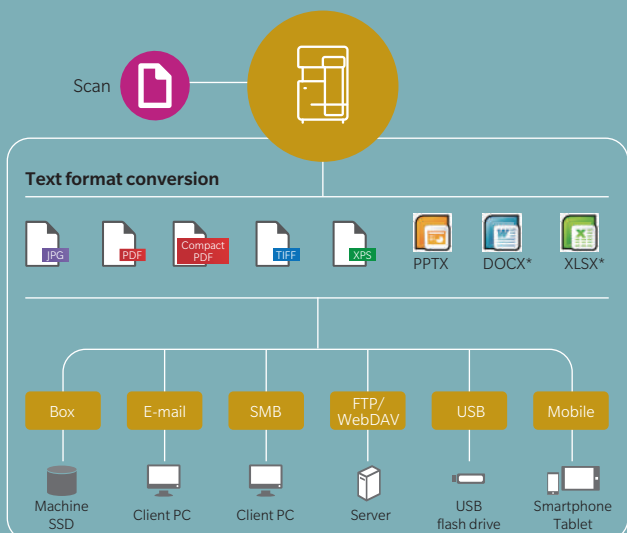 Scan
Text format conversion
JPG
PDF
Compact
PDF
TIFF
XPS
PPTX
DOCX*
XLSX*
Box
E-mail
SMB
FTP/
WebDAV
USB
Mobile
Machine
SSD
Client PC
Client PC
Server
USB
flash drive
Smartphone
Tablet